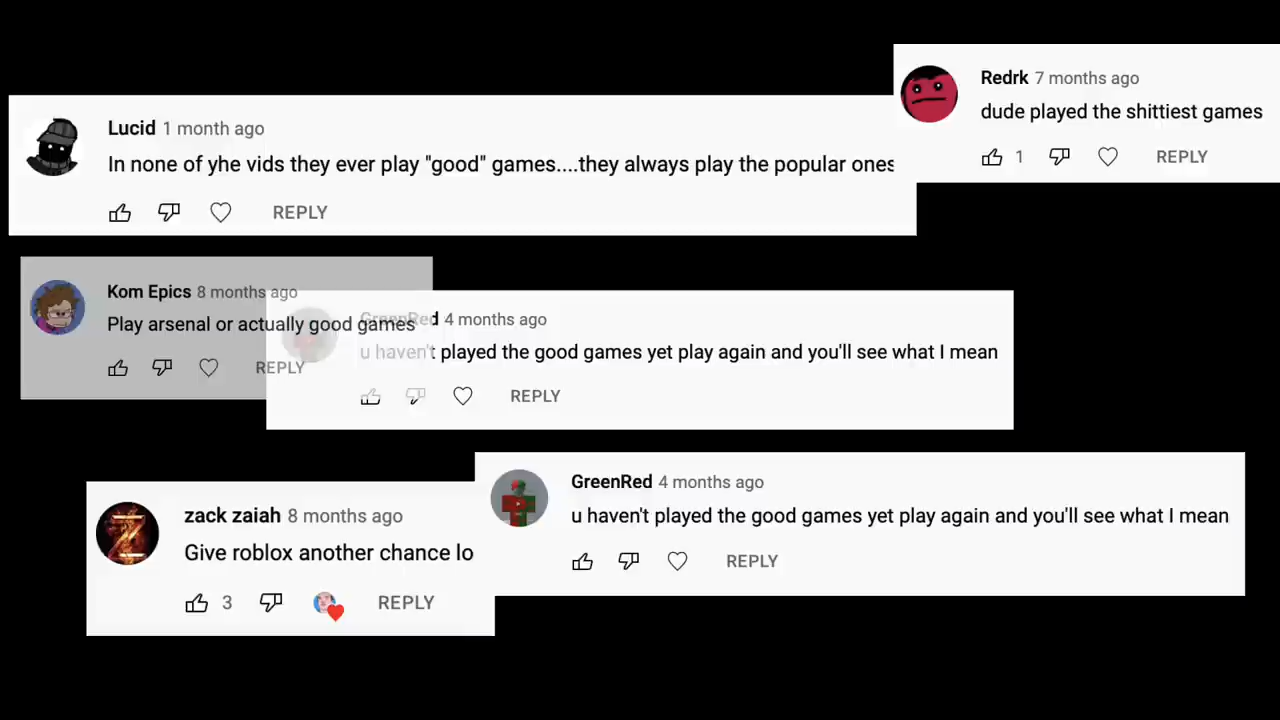 Redrk 7 months ago
dude played the shittiest games
1 REPLY
Lucid 1 month ago
In none of yhe vids they ever play "good" games....they always play the popular ones
REPLY
Kom Epics 8 months ago
Play arsenal or actually good games
REPLY
GreenRed 4 months ago
u haven't played the good games yet play again and you'll see what I mean
REPLY
GreenRed 4 months ago
u haven't played the good games yet play again and you'll see what I mean
REPLY
zack zaiah 8 months ago
Give roblox another chance lo
3 REPLY